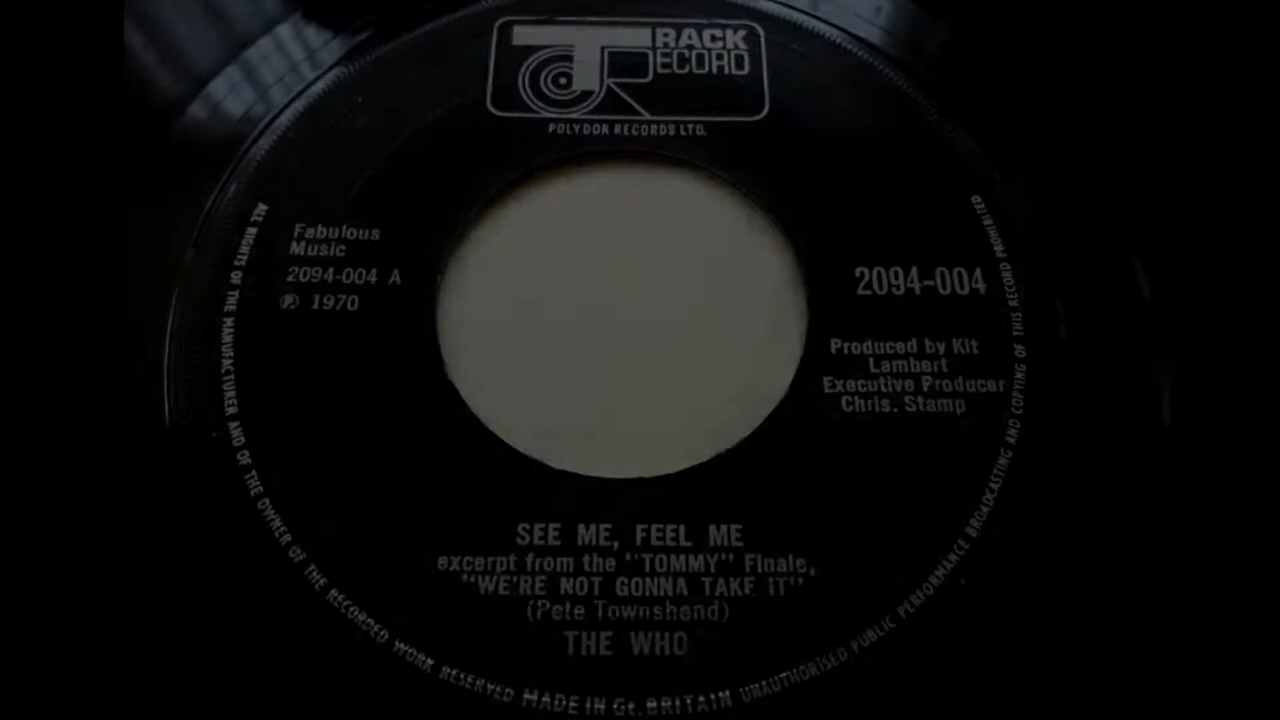 TRACK
RECORD
POLYDOR RECORDS LTD.
Fabulous
Music
2094-004 A
℗ 1970
2094-004
Produced by Kit
Lambert
Executive Producer
Chris. Stamp
SEE ME, FEEL ME
excerpt from the "TOMMY" Finale,
"WE'RE NOT GONNA TAKE IT"
(Pete Townshend)
THE WHO
ALL RIGHTS OF THE MANUFACTURER AND OF THE OWNER OF THE RECORDED WORK RESERVED MADE IN Gt. BRITAIN UNAUTHORISED PUBLIC PERFORMANCE BROADCASTING AND COPYING OF THIS RECORD PROHIBITED